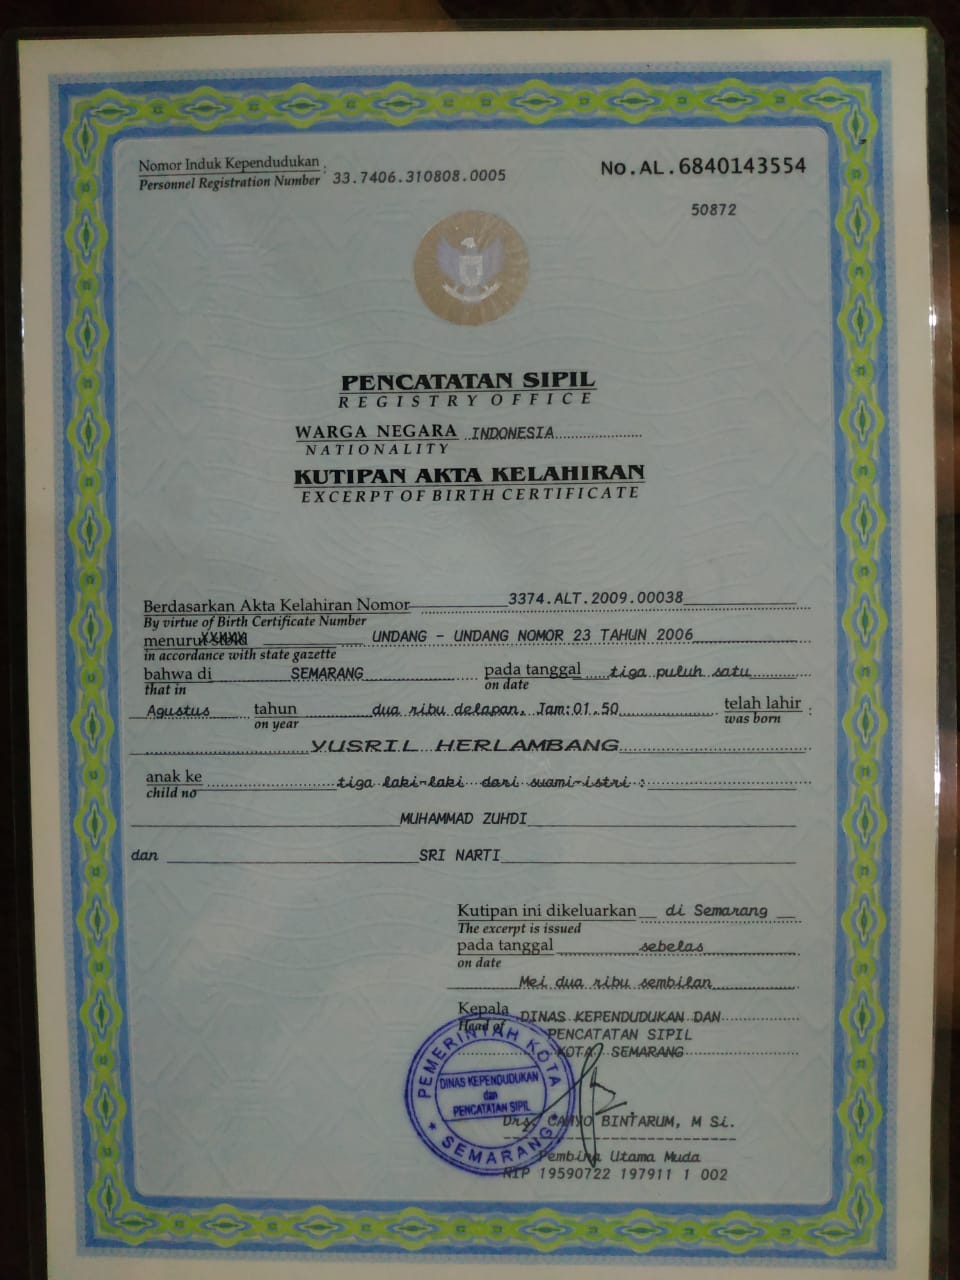 Nomor Induk Kependudukan : 33.7406.310808.0005
Personnel Registration Number
No.AL.6840143554
50872
PENCATATAN SIPIL
REGISTRY OFFICE
WARGA NEGARA INDONESIA
NATIONALITY
KUTIPAN AKTA KELAHIRAN
EXCERPT OF BIRTH CERTIFICATE
Berdasarkan Akta Kelahiran Nomor 3374.ALT.2009.00038
By virtue of Birth Certificate Number
menurut UNDANG - UNDANG NOMOR 23 TAHUN 2006
in accordance with state gazette
bahwa di SEMARANG pada tanggal tiga puluh satu
that in on date
Agustus tahun dua ribu delapan, Jam:01.50 telah lahir :
on year was born
YUSRIL HERLAMBANG
anak ke tiga laki-laki dari suami-istri :
child no
MUHAMMAD ZUHDI
dan SRI NARTI
Kutipan ini dikeluarkan di Semarang
The excerpt is issued
pada tanggal sebelas
on date
Mei dua ribu sembilan
Kepala DINAS KEPENDUDUKAN DAN
Head of PENCATATAN SIPIL
KOTA SEMARANG
PEMERINTAH KOTA
DINAS KEPENDUDUKAN
dan
PENCATATAN SIPIL
SEMARANG
Drs. CAHYO BINTARUM, M Si.
Pembina Utama Muda
NIP 19590722 197911 1 002